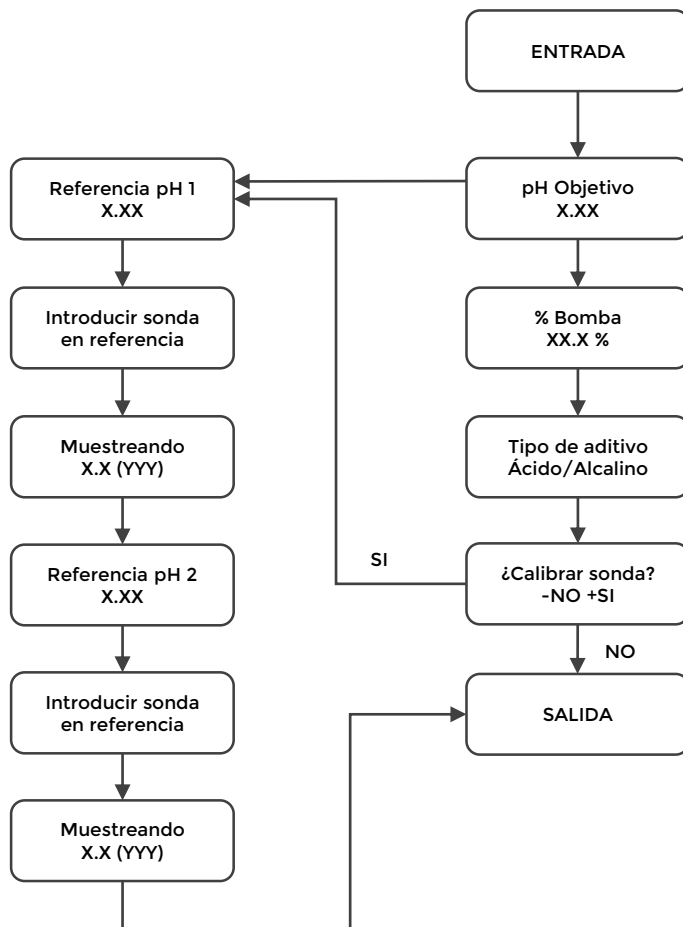 ENTRADA
pH Objetivo
X.XX
% Bomba
XX.X %
Tipo de aditivo
Ácido/Alcalino
¿Calibrar sonda?
-NO +SI
SI
NO
SALIDA
Referencia pH 1
X.XX
Introducir sonda
en referencia
Muestreando
X.X (YYY)
Referencia pH 2
X.XX
Introducir sonda
en referencia
Muestreando
X.X (YYY)